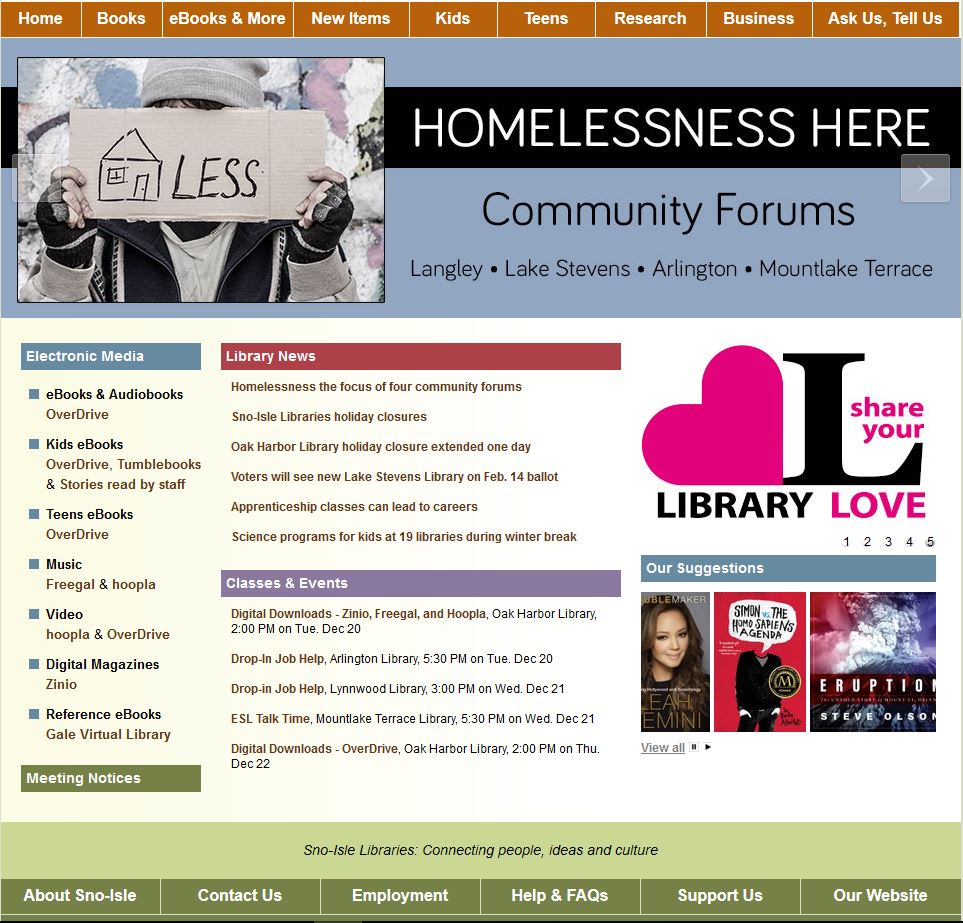 Home Books eBooks & More New Items Kids Teens Research Business Ask Us, Tell Us
LESS
HOMELESSNESS HERE
Community Forums
Langley • Lake Stevens • Arlington • Mountlake Terrace
Electronic Media
eBooks & Audiobooks
OverDrive
Kids eBooks
OverDrive, Tumblebooks
& Stories read by staff
Teens eBooks
OverDrive
Music
Freegal & hoopla
Video
hoopla & OverDrive
Digital Magazines
Zinio
Reference eBooks
Gale Virtual Library
Meeting Notices
Library News
Homelessness the focus of four community forums
Sno-Isle Libraries holiday closures
Oak Harbor Library holiday closure extended one day
Voters will see new Lake Stevens Library on Feb. 14 ballot
Apprenticeship classes can lead to careers
Science programs for kids at 19 libraries during winter break
Classes & Events
Digital Downloads - Zinio, Freegal, and Hoopla, Oak Harbor Library,
2:00 PM on Tue. Dec 20
Drop-In Job Help, Arlington Library, 5:30 PM on Tue. Dec 20
Drop-in Job Help, Lynnwood Library, 3:00 PM on Wed. Dec 21
ESL Talk Time, Mountlake Terrace Library, 5:30 PM on Wed. Dec 21
Digital Downloads - OverDrive, Oak Harbor Library, 2:00 PM on Thu.
Dec 22
L
share
your
LIBRARY LOVE
1 2 3 4 5
Our Suggestions
UBLEMAKER
ng Hollywood and Scientology
LEAH
EMINI
SIMON VS. THE
HOMO SAPIENS
AGENDA
ERUPTION
STEVE OLSON
View all
Sno-Isle Libraries: Connecting people, ideas and culture
About Sno-Isle Contact Us Employment Help & FAQs Support Us Our Website